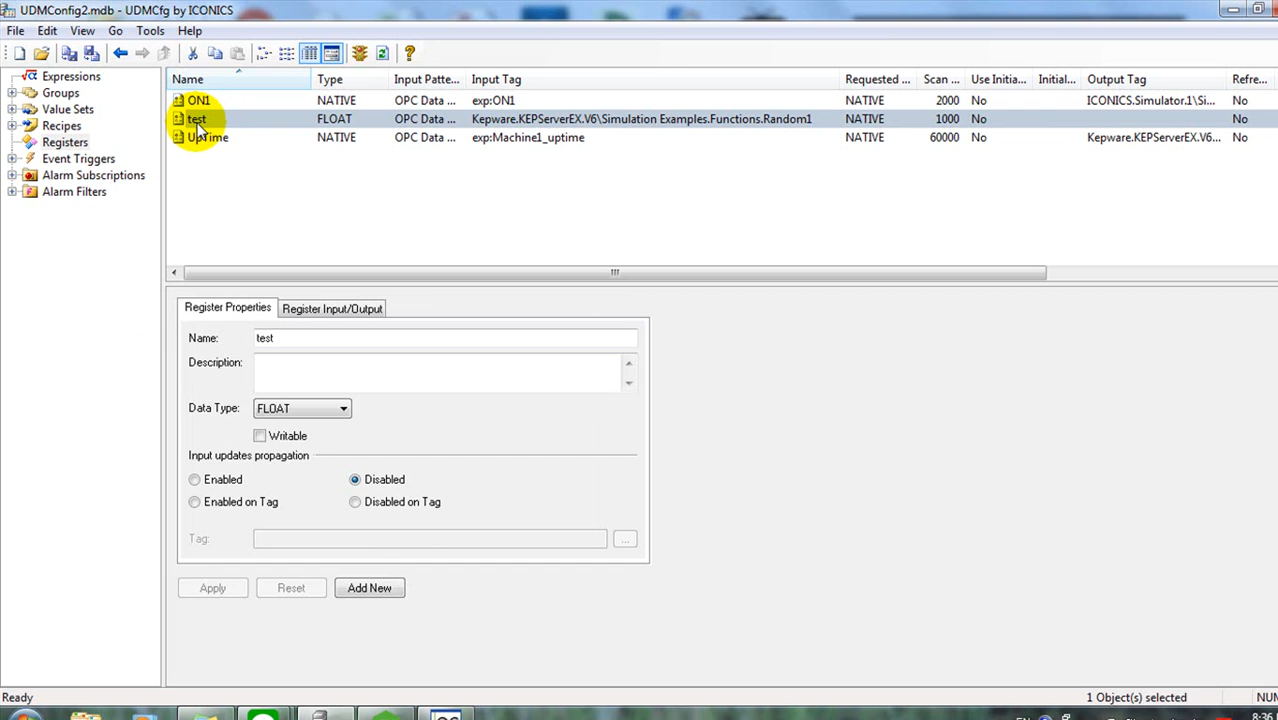 UDMConfig2.mdb - UDMCfg by ICONICS
File Edit View Go Tools Help
Expressions
Groups
Value Sets
Recipes
Registers
Event Triggers
Alarm Subscriptions
Alarm Filters
Name Type Input Patte... Input Tag Requested ... Scan ... Use Initia... Initial... Output Tag Refre...
ON1 NATIVE OPC Data ... exp:ON1 NATIVE 2000 No ICONICS.Simulator.1\Si... No
test FLOAT OPC Data ... Kepware.KEPServerEX.V6\Simulation Examples.Functions.Random1 NATIVE 1000 No No
UpTime NATIVE OPC Data ... exp:Machine1_uptime NATIVE 60000 No Kepware.KEPServerEX.V6... No
Register Properties Register Input/Output
Name: test
Description:
Data Type: FLOAT
Writable
Input updates propagation
Enabled Disabled
Enabled on Tag Disabled on Tag
Tag: ...
Apply Reset Add New
Ready 1 Object(s) selected NUM